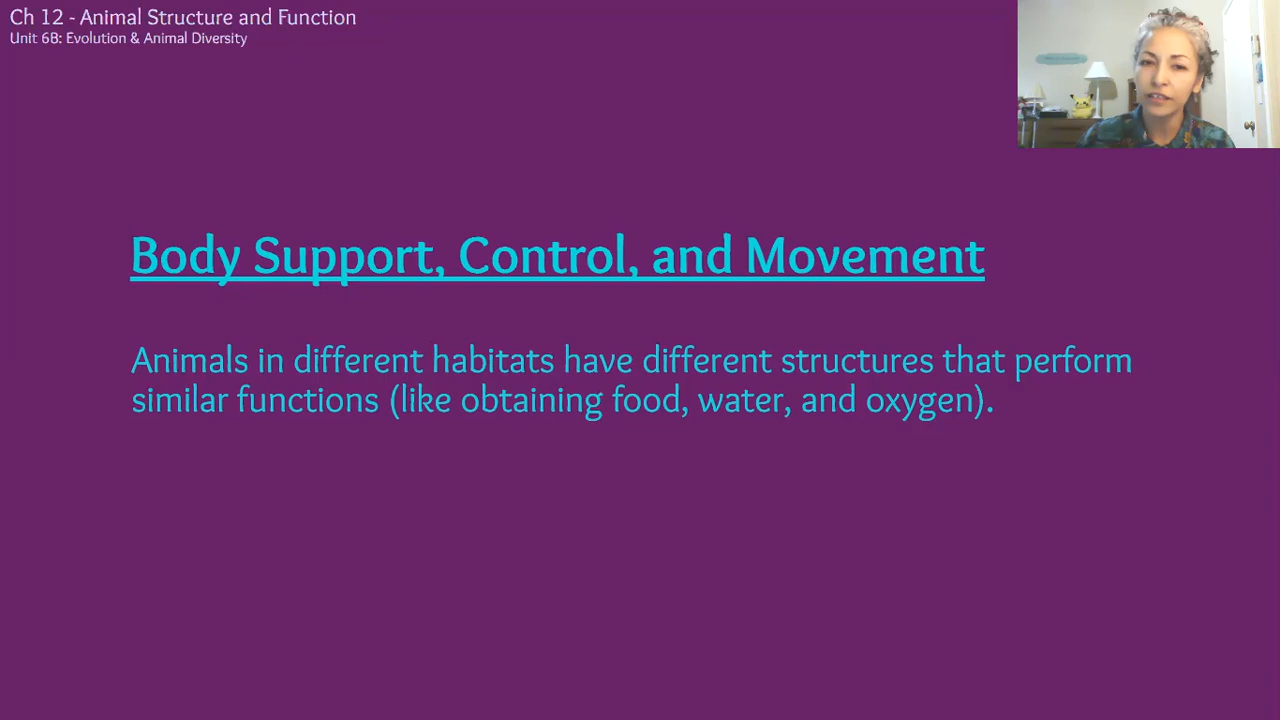 Ch 12 - Animal Structure and Function
Unit 6B: Evolution & Animal Diversity
Body Support, Control, and Movement
Animals in different habitats have different structures that perform
similar functions (like obtaining food, water, and oxygen).